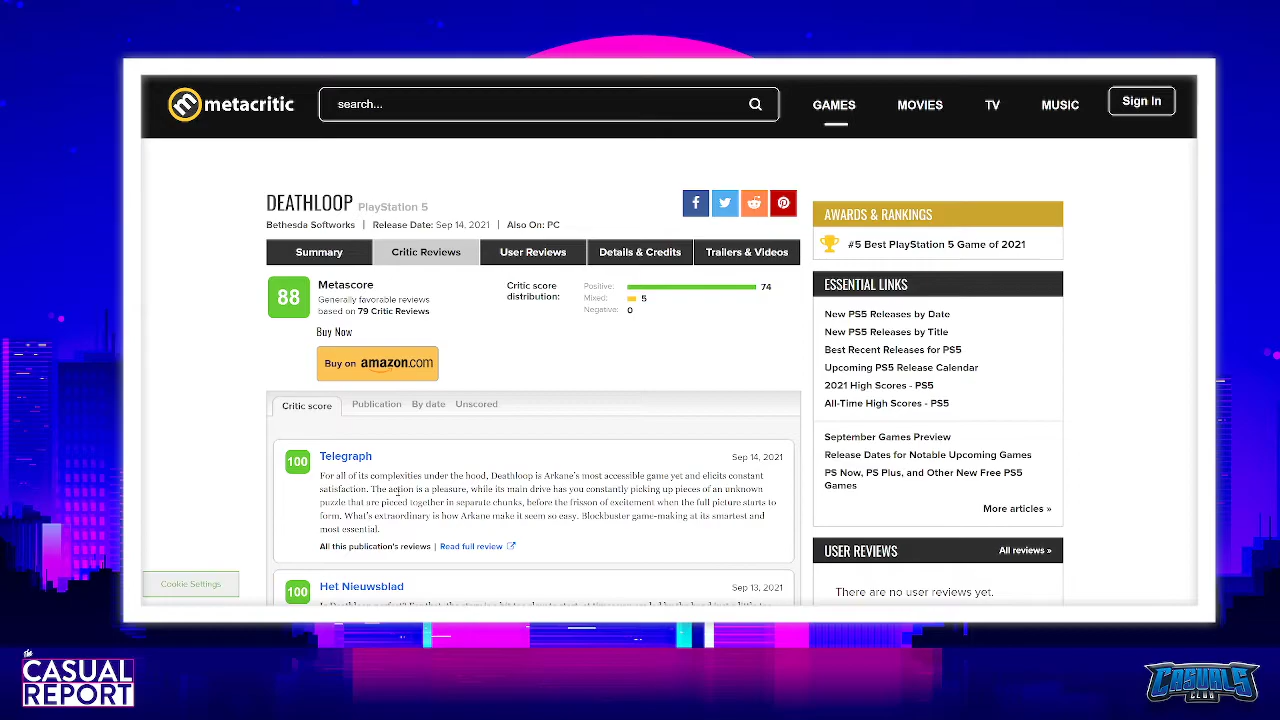 metacritic
search...
GAMES
MOVIES
TV
MUSIC
Sign In
DEATHLOOP PlayStation 5
Bethesda Softworks | Release Date: Sep 14, 2021 | Also On: PC
Summary
Critic Reviews
User Reviews
Details & Credits
Trailers & Videos
88
Metascore
Generally favorable reviews
based on 79 Critic Reviews
Critic score
distribution:
Positive: 74
Mixed: 5
Negative: 0
Buy Now
Buy on amazon.com
Critic score
Publication
By date
Unscored
100
Telegraph
Sep 14, 2021
For all of its complexities under the hood, Deathloop is Arkane's most accessible game yet and elicits constant
satisfaction. The action is a pleasure, while its main drive has you constantly picking up pieces of an unknown
puzzle that are pieced together in separate chunks, before the frisson of excitement when the full picture starts to
form. What's extraordinary is how Arkane make it seem so easy. Blockbuster game-making at its smartest and
most essential.
All this publication's reviews | Read full review
100
Het Nieuwsblad
Sep 13, 2021
AWARDS & RANKINGS
#5 Best PlayStation 5 Game of 2021
ESSENTIAL LINKS
New PS5 Releases by Date
New PS5 Releases by Title
Best Recent Releases for PS5
Upcoming PS5 Release Calendar
2021 High Scores - PS5
All-Time High Scores - PS5
September Games Preview
Release Dates for Notable Upcoming Games
PS Now, PS Plus, and Other New Free PS5
Games
More articles »
USER REVIEWS
All reviews »
There are no user reviews yet.
Cookie Settings
the
CASUAL
REPORT
CASUALS
CLUB